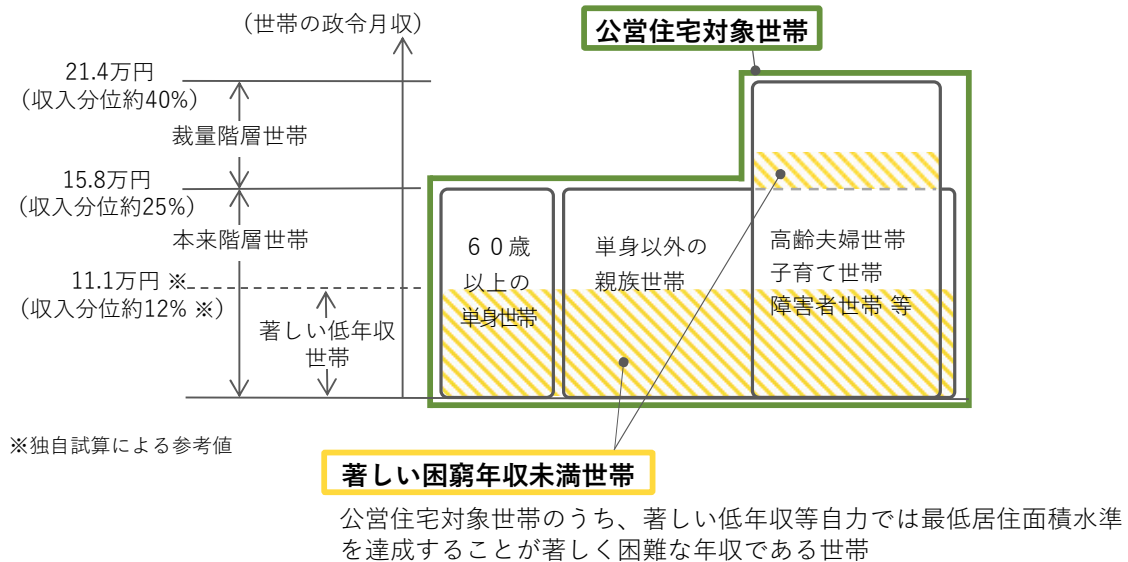 (世帯の政令月収)
公営住宅対象世帯
21.4万円
(収入分位約40%)
裁量階層世帯
15.8万円
(収入分位約25%)
本来階層世帯
11.1万円 ※
(収入分位約12% ※)
著しい低年収
世帯
60歳
以上の
単身世帯
単身以外の
親族世帯
高齢夫婦世帯
子育て世帯
障害者世帯 等
※独自試算による参考値
著しい困窮年収未満世帯
公営住宅対象世帯のうち、著しい低年収等自力では最低居住面積水準
を達成することが著しく困難な年収である世帯